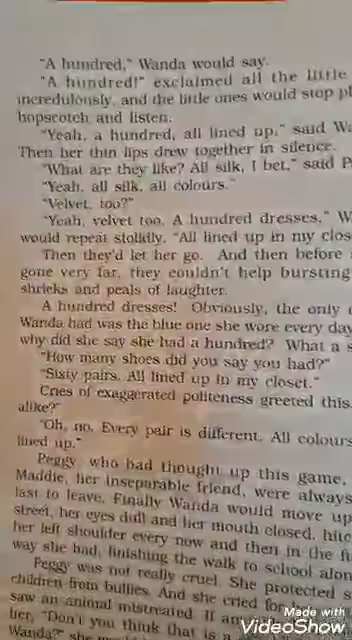 "A hundred," Wanda would say.
"A hundred!" exclaimed all the little
incredulously, and the little ones would stop
hopscotch and listen.
"Yeah, a hundred, all lined up," said
Then her thin lips drew together in silence.
"What are they like? All silk, I bet," said
"Yeah, all silk, all colours."
"Velvet, too?"
"Yeah, velvet too. A hundred dresses,"
would repeat stolidly. "All lined up in my
Then they'd let her go. And then before
gone very far, they couldn't help bursting
shrieks and peals of laughter.
A hundred dresses! Obviously, the only
Wanda had was the blue one she wore every day
why did she say she had a hundred? What a
"How many shoes did you say you had?"
"Sixty pairs. All lined up in my closet."
Cries of exaggerated politeness greeted this.
alike?"
"Oh, no. Every pair is different. All colours
lined up."
Peggy, who had thought up this game,
Maddie, her inseparable friend, were always
last to leave. Finally Wanda would move up
street, her eyes dull and her mouth closed,
her left shoulder every now and then in the
way she had, finishing the walk to school
Peggy was not really cruel. She protected
children from bullies. And she cried for
saw an animal mistreated. If
her, "Don't you think that is
Wanda?" she
Made with
VideoShow